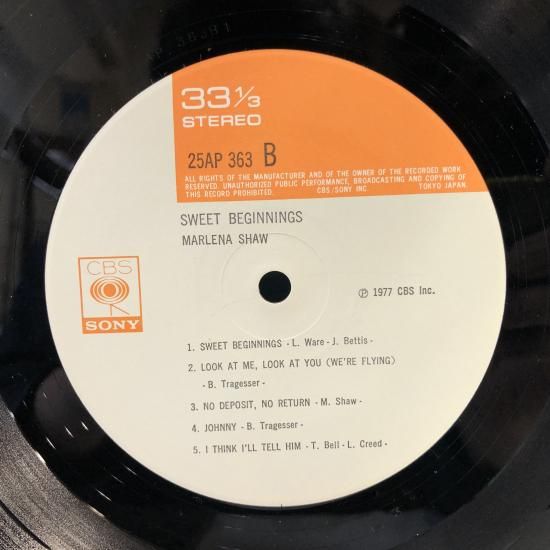 33 1/3
STEREO
25AP 363 B
ALL RIGHTS OF THE MANUFACTURER AND OF THE OWNER OF THE RECORDED WORK
RESERVED. UNAUTHORIZED PUBLIC PERFORMANCE, BROADCASTING AND COPYING OF
THIS RECORD PROHIBITED. CBS/SONY INC TOKYO JAPAN.
SWEET BEGINNINGS
MARLENA SHAW
CBS
SONY
℗ 1977 CBS Inc.
1. SWEET BEGINNINGS - L. Ware - J. Bettis -
2. LOOK AT ME, LOOK AT YOU (WE'RE FLYING)
- B. Tragesser -
3. NO DEPOSIT, NO RETURN - M. Shaw -
4. JOHNNY - B. Tragesser -
5. I THINK I'LL TELL HIM - T. Bell - L. Creed -